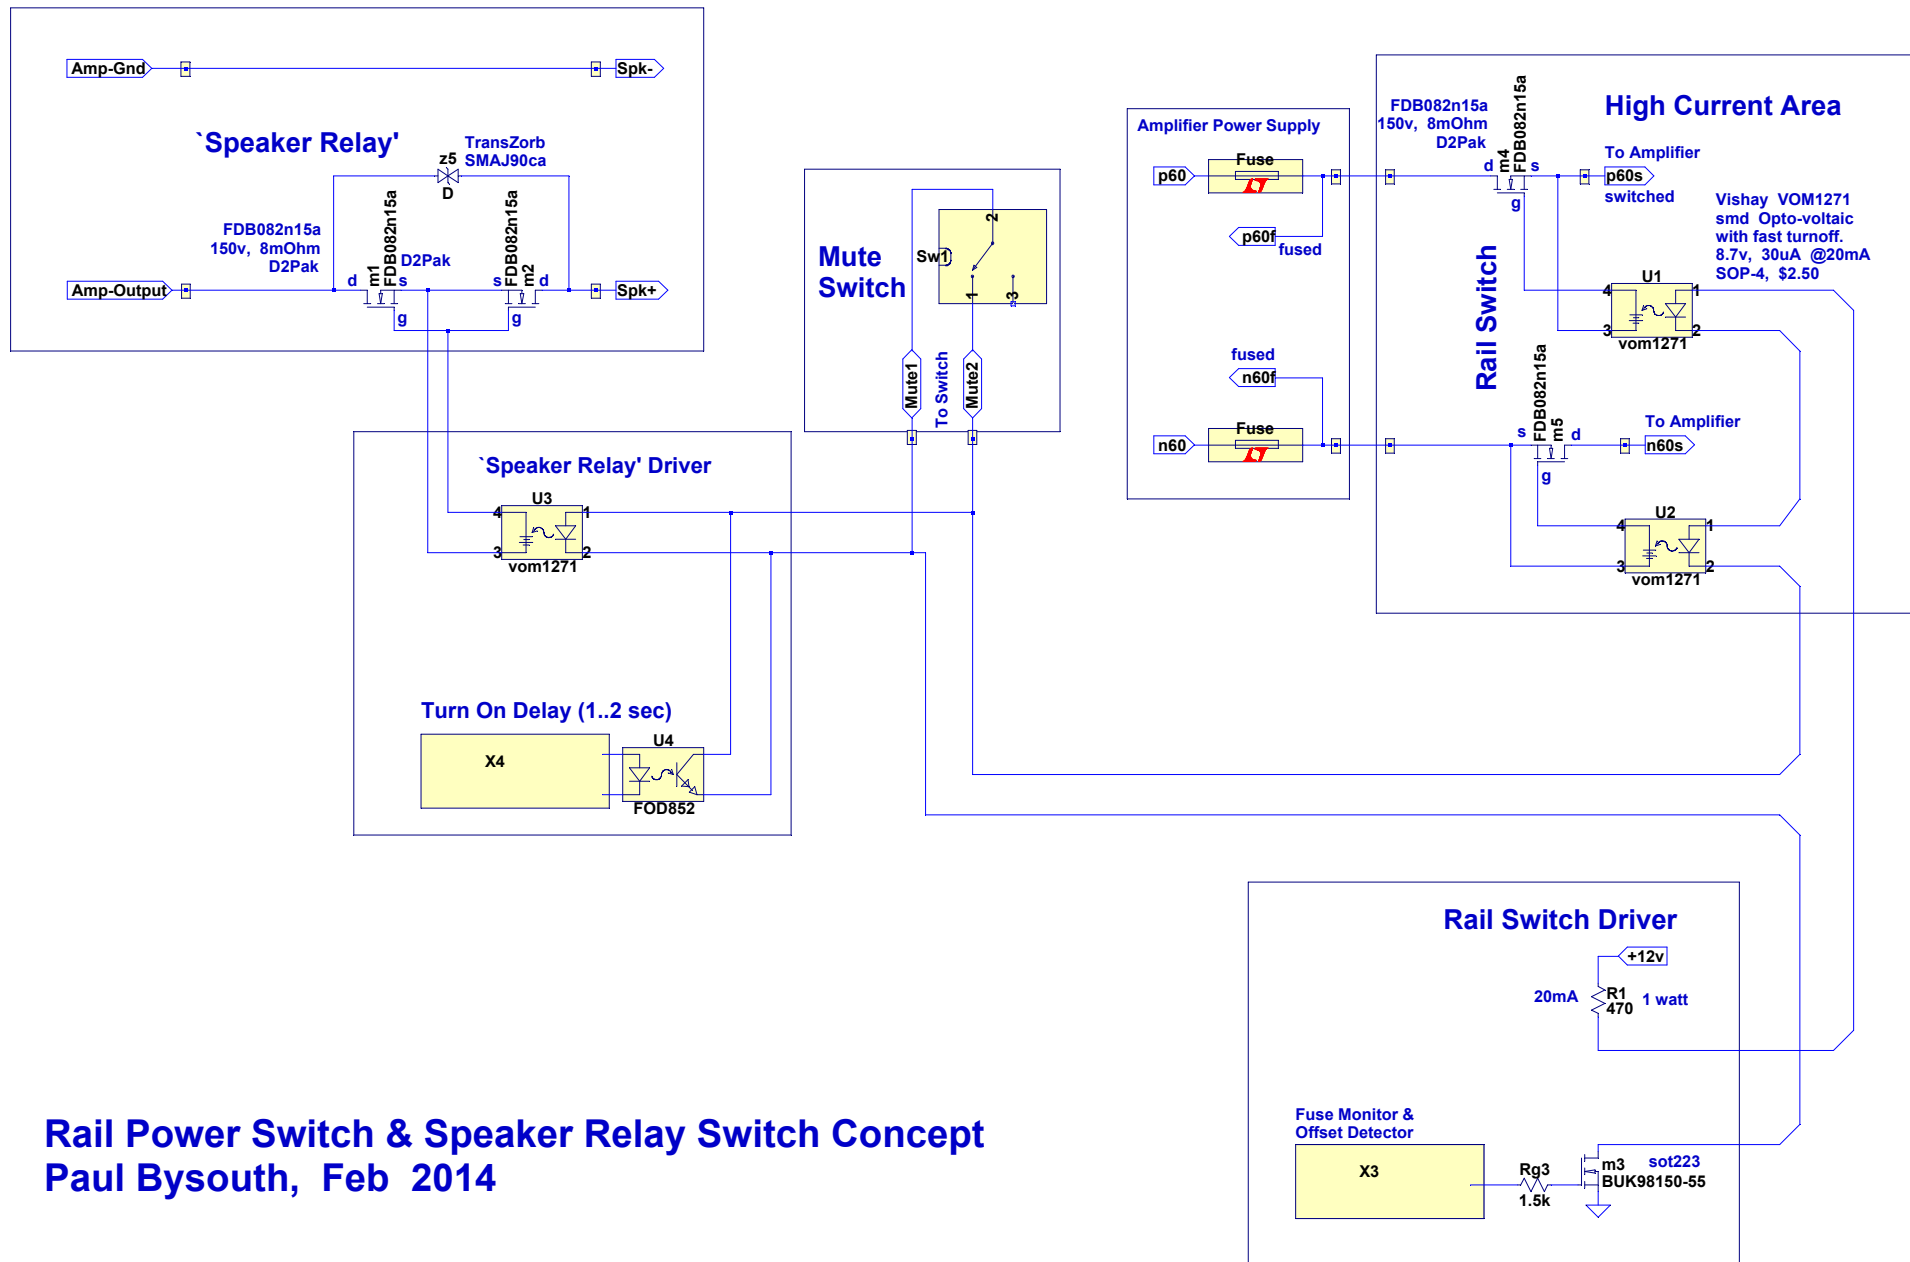 Amp-Gnd
Spk-
`Speaker Relay'
TransZorb
SMAJ90ca
z5
D
FDB082n15a
150v, 8mOhm
D2Pak
d
m1
FDB082n15a
s
D2Pak
g
FDB082n15a
m2
s
d
g
Amp-Output
Spk+
Mute
Switch
Sw1
2
1
3
Mute1
To Switch
Mute2
Amplifier Power Supply
p60
Fuse
p60f
fused
fused
n60f
n60
Fuse
High Current Area
FDB082n15a
150v, 8mOhm
D2Pak
d
m4
FDB082n15a
s
g
To Amplifier
p60s
switched
Vishay VOM1271
smd Opto-voltaic
with fast turnoff.
8.7v, 30uA @20mA
SOP-4, $2.50
Rail Switch
U1
4
1
3
2
vom1271
FDB082n15a
m5
s
d
g
To Amplifier
n60s
U2
4
1
3
2
vom1271
`Speaker Relay' Driver
U3
4
1
3
2
vom1271
Turn On Delay (1..2 sec)
X4
U4
FOD852
Rail Switch Driver
+12v
20mA
R1
470
1 watt
Fuse Monitor &
Offset Detector
X3
Rg3
1.5k
m3
sot223
BUK98150-55
Rail Power Switch & Speaker Relay Switch Concept
Paul Bysouth, Feb 2014